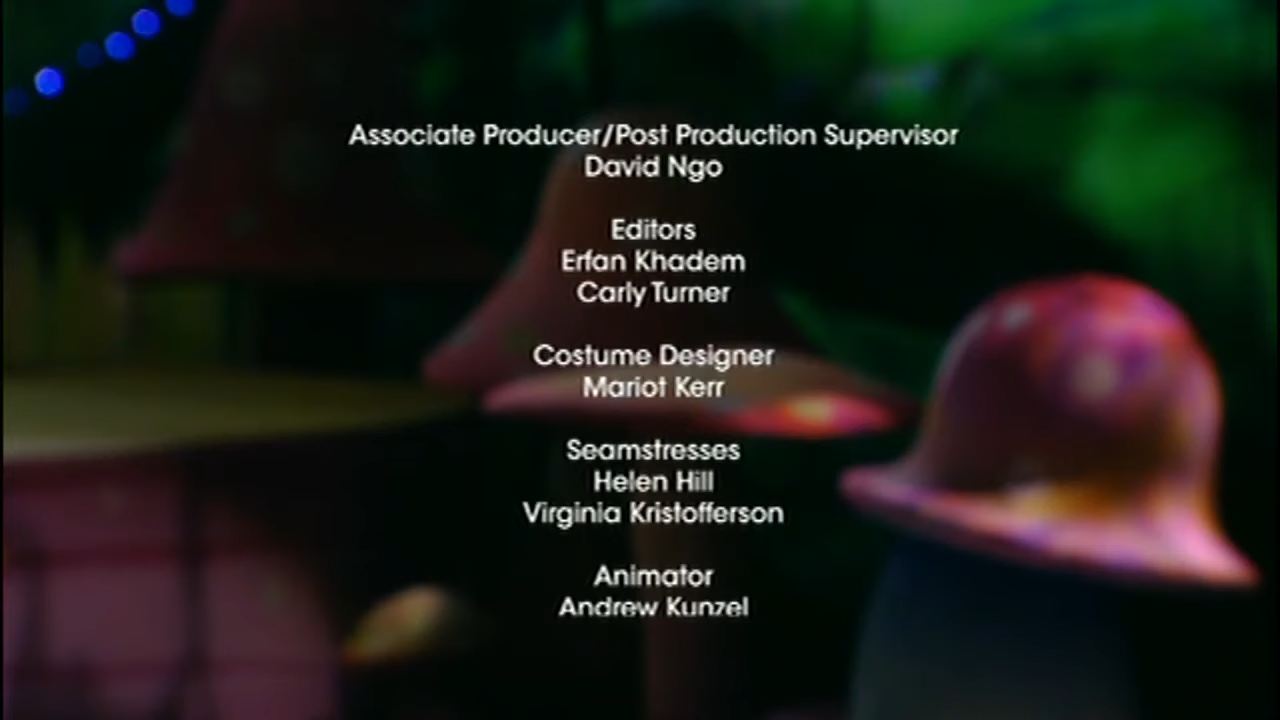 Associate Producer/Post Production Supervisor
David Ngo
Editors
Erfan Khadem
Carly Turner
Costume Designer
Mariot Kerr
Seamstresses
Helen Hill
Virginia Kristofferson
Animator
Andrew Kunzel